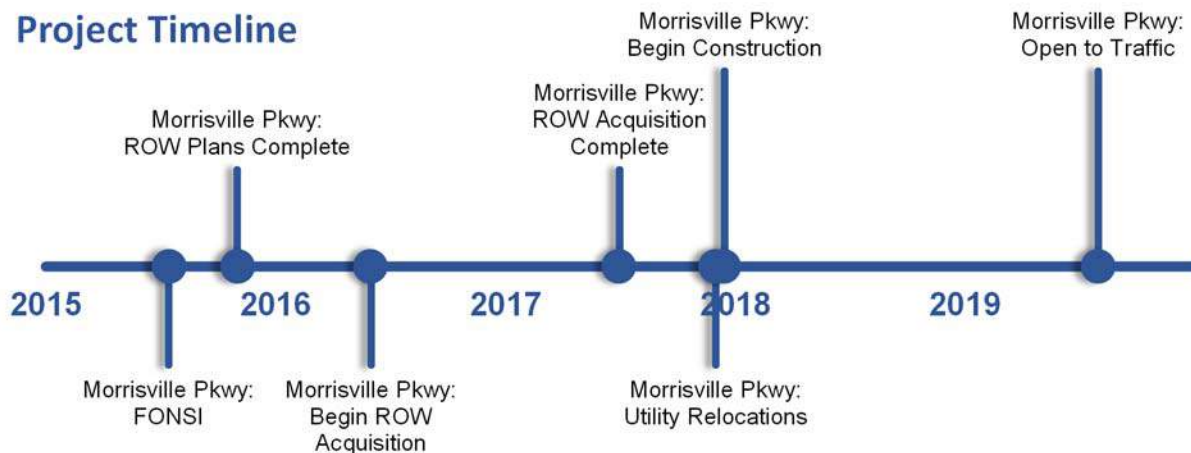 Project Timeline
Morrisville Pkwy:
ROW Plans Complete
Morrisville Pkwy:
ROW Acquisition
Complete
Morrisville Pkwy:
Begin Construction
Morrisville Pkwy:
Open to Traffic
2015
2016
2017
2018
2019
Morrisville Pkwy:
FONSI
Morrisville Pkwy:
Begin ROW
Acquisition
Morrisville Pkwy:
Utility Relocations